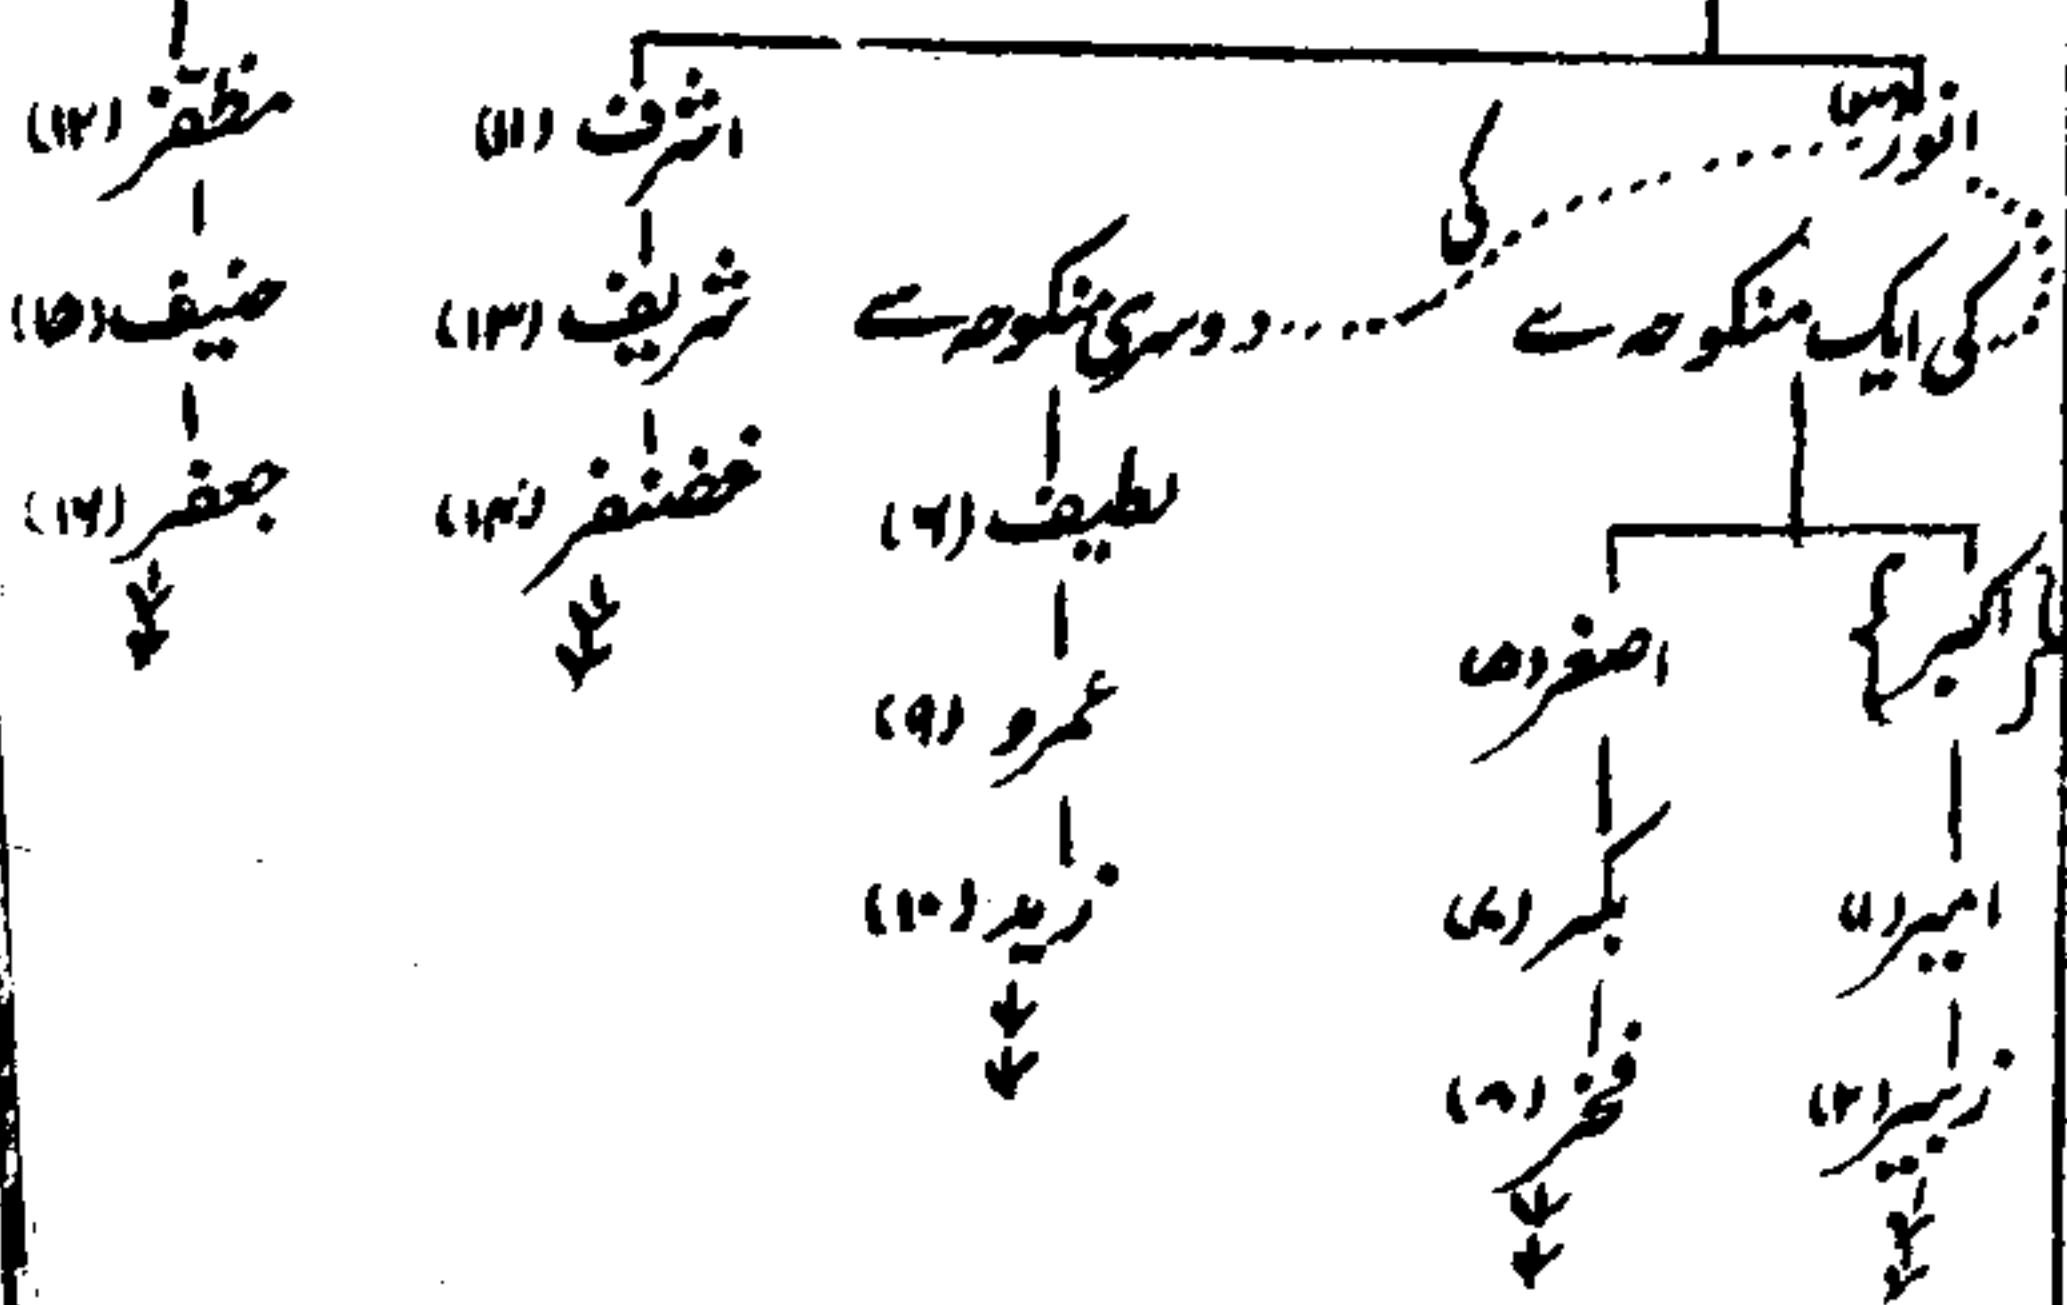 انور (۳) اشرف (۱۱) مظفر (۱۲)
کی
کی ایک منکوحہ سے دوسری منکوحہ سے شریف (۱۳) حنیف (۱۵)
لطیف (۶) غضنفر (۱۴) جعفر (۱۶)
{اکبر} اصغر (۵) عمرو (۹)
امیر (۱) بکر (۷) زید (۱۰)
زبیر (۲) فخر (۸)